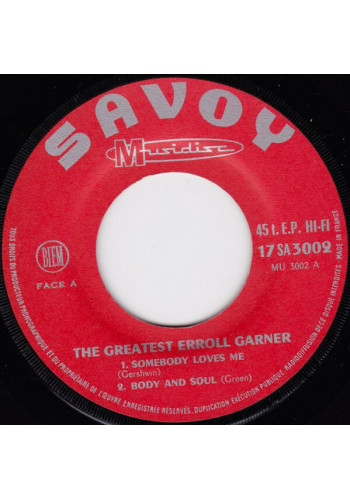 SAVOY
Musidisc
45 t. E.P. HI-FI
17 SA 3002
MU 3002 A
BIEM
FACE A
THE GREATEST ERROLL GARNER
1. SOMEBODY LOVES ME
(Gershwin)
2. BODY AND SOUL (Green)
TOUS DROITS DU PRODUCTEUR PHONOGRAPHIQUE ET DU PROPRIÉTAIRE DE L'ŒUVRE ENREGISTRÉE RÉSERVÉS. DUPLICATION EXÉCUTION PUBLIQUE RADIODIFFUSION DE CE DISQUE INTERDITES · MADE IN FRANCE